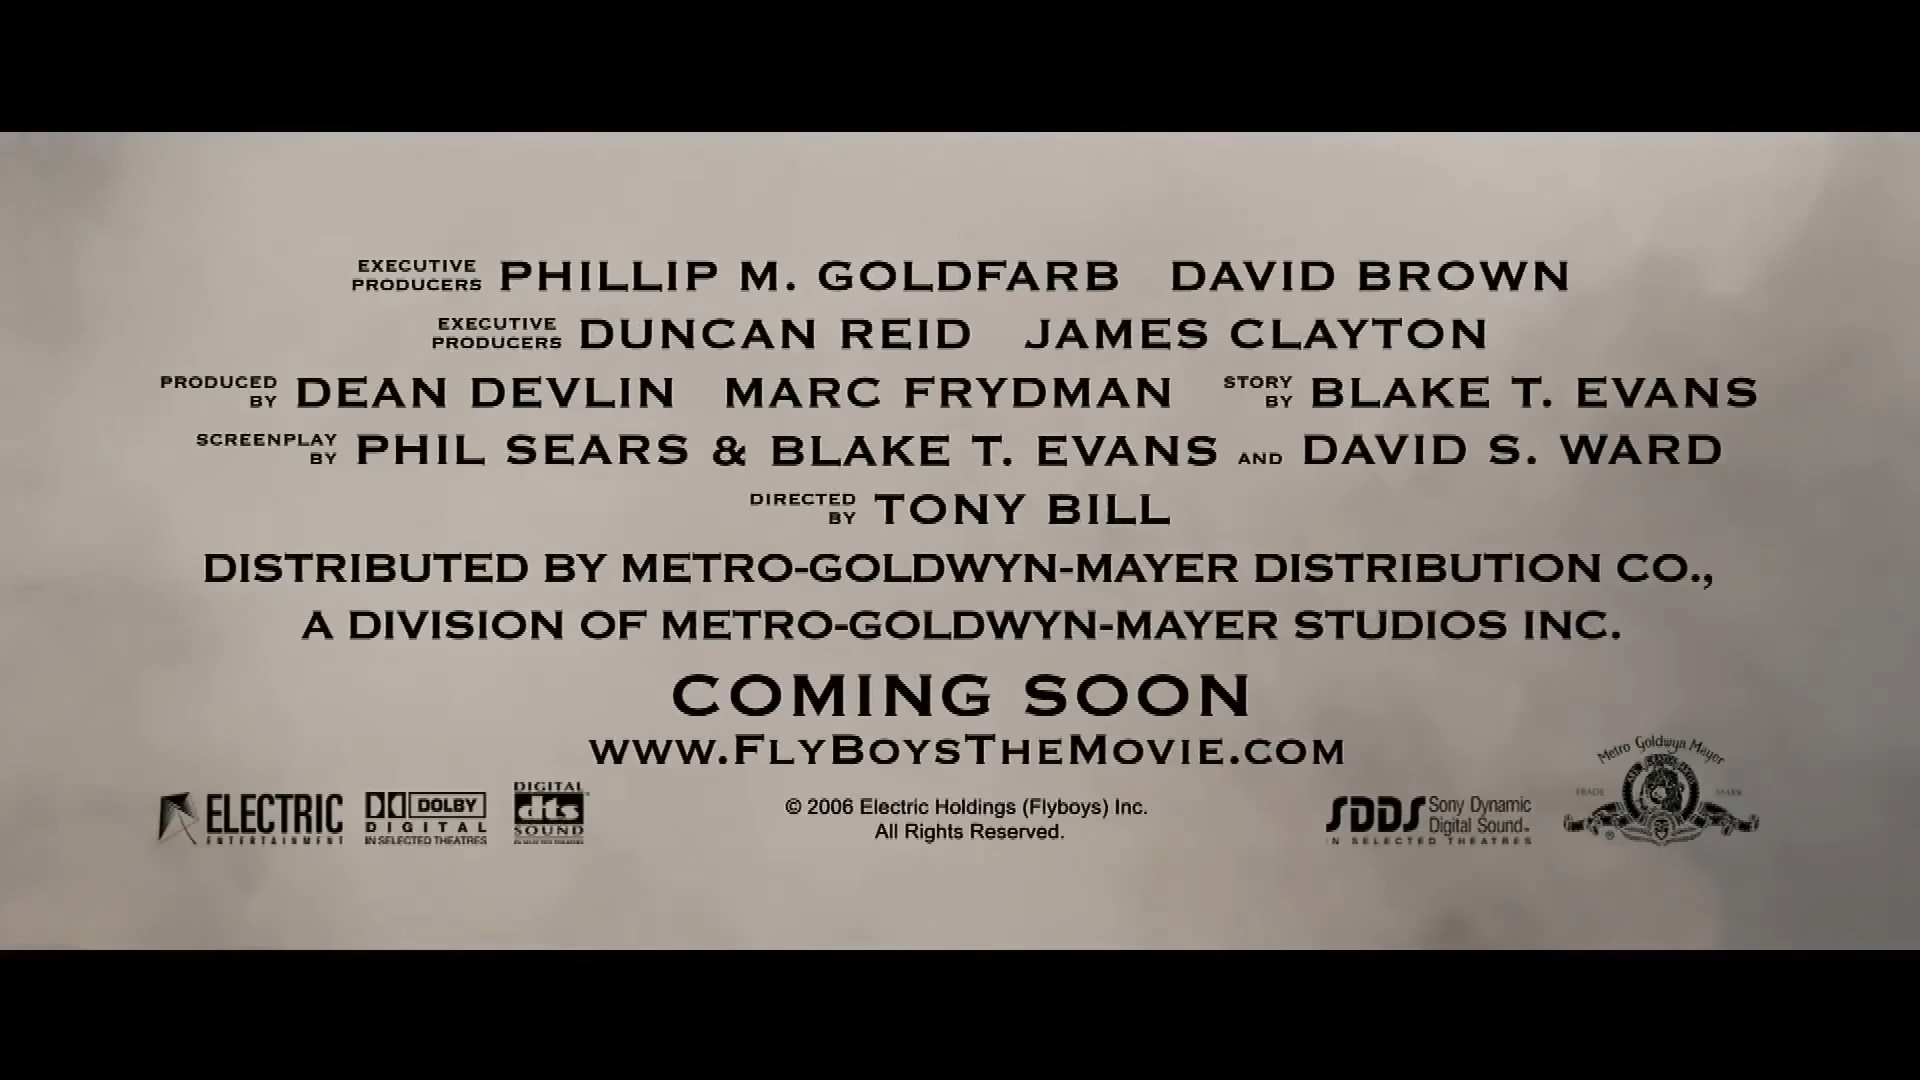 EXECUTIVE PRODUCERS PHILLIP M. GOLDFARB DAVID BROWN
EXECUTIVE PRODUCERS DUNCAN REID JAMES CLAYTON
PRODUCED BY DEAN DEVLIN MARC FRYDMAN STORY BY BLAKE T. EVANS
SCREENPLAY BY PHIL SEARS & BLAKE T. EVANS AND DAVID S. WARD
DIRECTED BY TONY BILL
DISTRIBUTED BY METRO-GOLDWYN-MAYER DISTRIBUTION CO.,
A DIVISION OF METRO-GOLDWYN-MAYER STUDIOS INC.
COMING SOON
WWW.FLYBOYSTHEMOVIE.COM
ELECTRIC
ENTERTAINMENT
DOLBY
DIGITAL
IN SELECTED THEATRES
DIGITAL
dts
SOUND
© 2006 Electric Holdings (Flyboys) Inc.
All Rights Reserved.
SDDS Sony Dynamic
Digital Sound™
IN SELECTED THEATRES
Metro Goldwyn Mayer
TRADE MARK
®